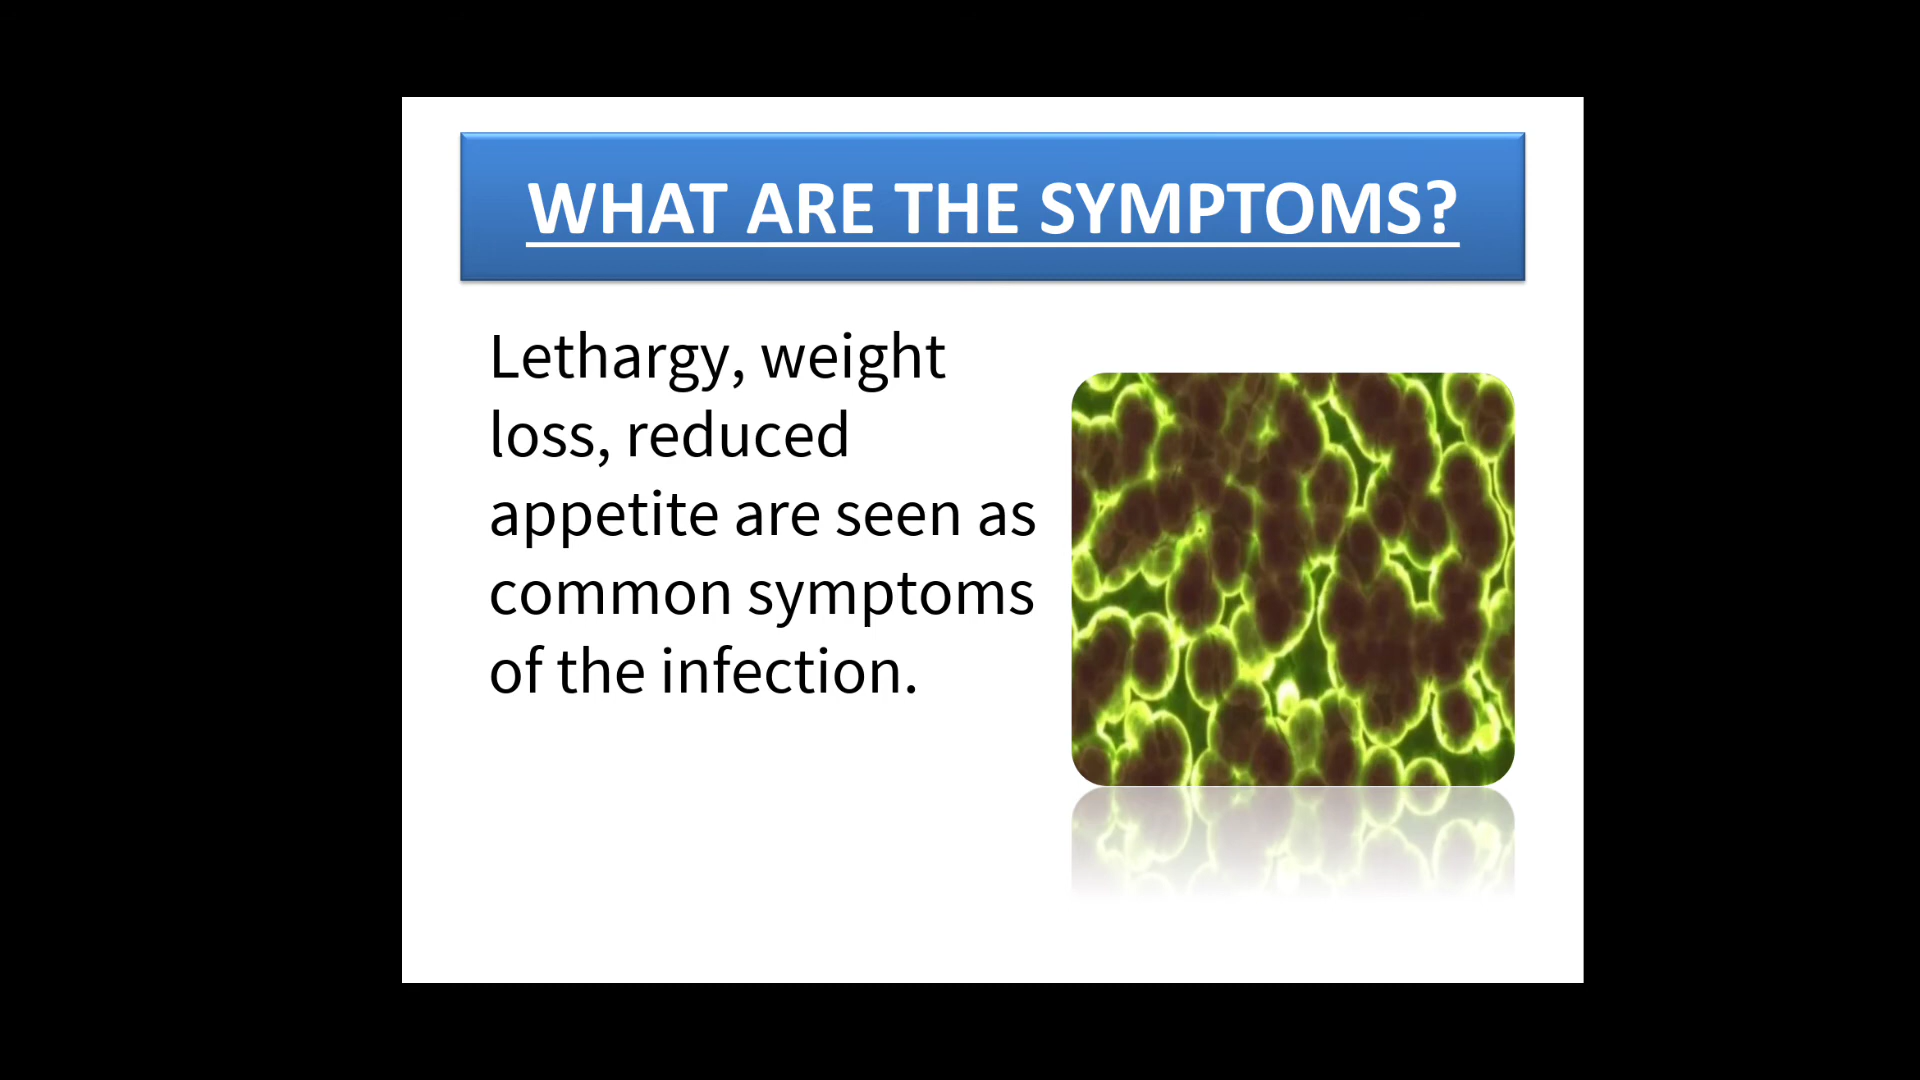 WHAT ARE THE SYMPTOMS?
Lethargy, weight
loss, reduced
appetite are seen as
common symptoms
of the infection.